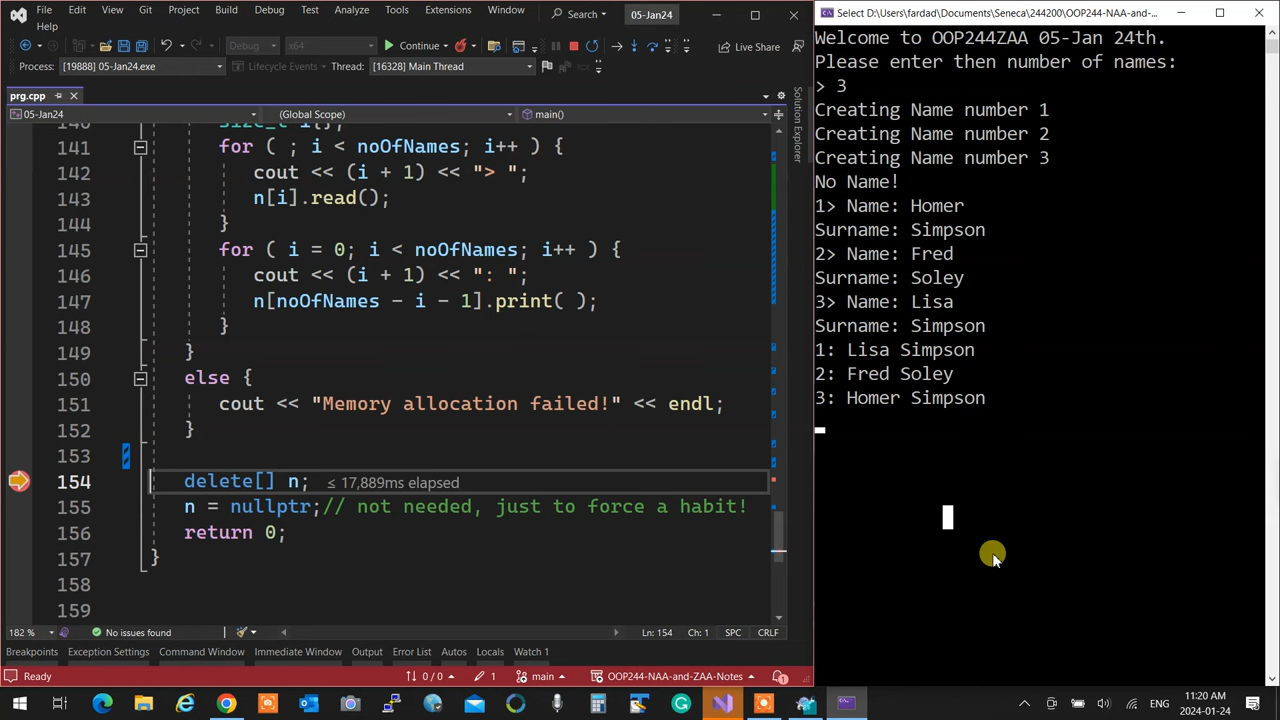 File Edit View Git Project Build Debug Test Analyze Tools Extensions Window Search 05-Jan24
Help
Debug x64 Continue Live Share
Process: [19888] 05-Jan24.exe Lifecycle Events Thread: [16328] Main Thread
prg.cpp
05-Jan24 (Global Scope) main()
140 size_t i{};
141 for ( ; i < noOfNames; i++ ) {
142 cout << (i + 1) << "> ";
143 n[i].read();
144 }
145 for ( i = 0; i < noOfNames; i++ ) {
146 cout << (i + 1) << ": ";
147 n[noOfNames - i - 1].print( );
148 }
149 }
150 else {
151 cout << "Memory allocation failed!" << endl;
152 }
153
154 delete[] n; ≤ 17,889ms elapsed
155 n = nullptr;// not needed, just to force a habit!
156 return 0;
157 }
158
159
Solution Explorer
182 % No issues found Ln: 154 Ch: 1 SPC CRLF
Breakpoints Exception Settings Command Window Immediate Window Output Error List Autos Locals Watch 1
Ready 0 / 0 1 main OOP244-NAA-and-ZAA-Notes 1
Select D:\Users\fardad\Documents\Seneca\244200\OOP244-NAA-and-...
Welcome to OOP244ZAA 05-Jan 24th.
Please enter then number of names:
> 3
Creating Name number 1
Creating Name number 2
Creating Name number 3
No Name!
1> Name: Homer
Surname: Simpson
2> Name: Fred
Surname: Soley
3> Name: Lisa
Surname: Simpson
1: Lisa Simpson
2: Fred Soley
3: Homer Simpson
ENG 11:20 AM
2024-01-24